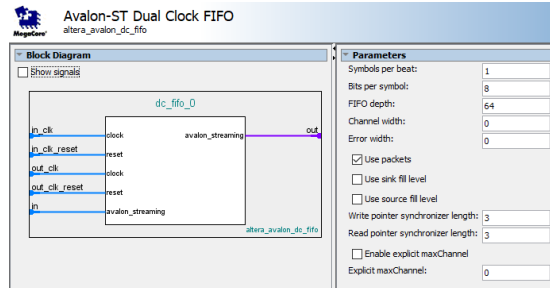 Avalon-ST Dual Clock FIFO
MegaCore®
altera_avalon_dc_fifo
Block Diagram
Show signals
dc_fifo_0
in_clk
clock
avalon_streaming
out
in_clk_reset
reset
out_clk
clock
out_clk_reset
reset
in
avalon_streaming
altera_avalon_dc_fifo
Parameters
Symbols per beat: 1
Bits per symbol: 8
FIFO depth: 64
Channel width: 0
Error width: 0
Use packets
Use sink fill level
Use source fill level
Write pointer synchronizer length: 3
Read pointer synchronizer length: 3
Enable explicit maxChannel
Explicit maxChannel: 0